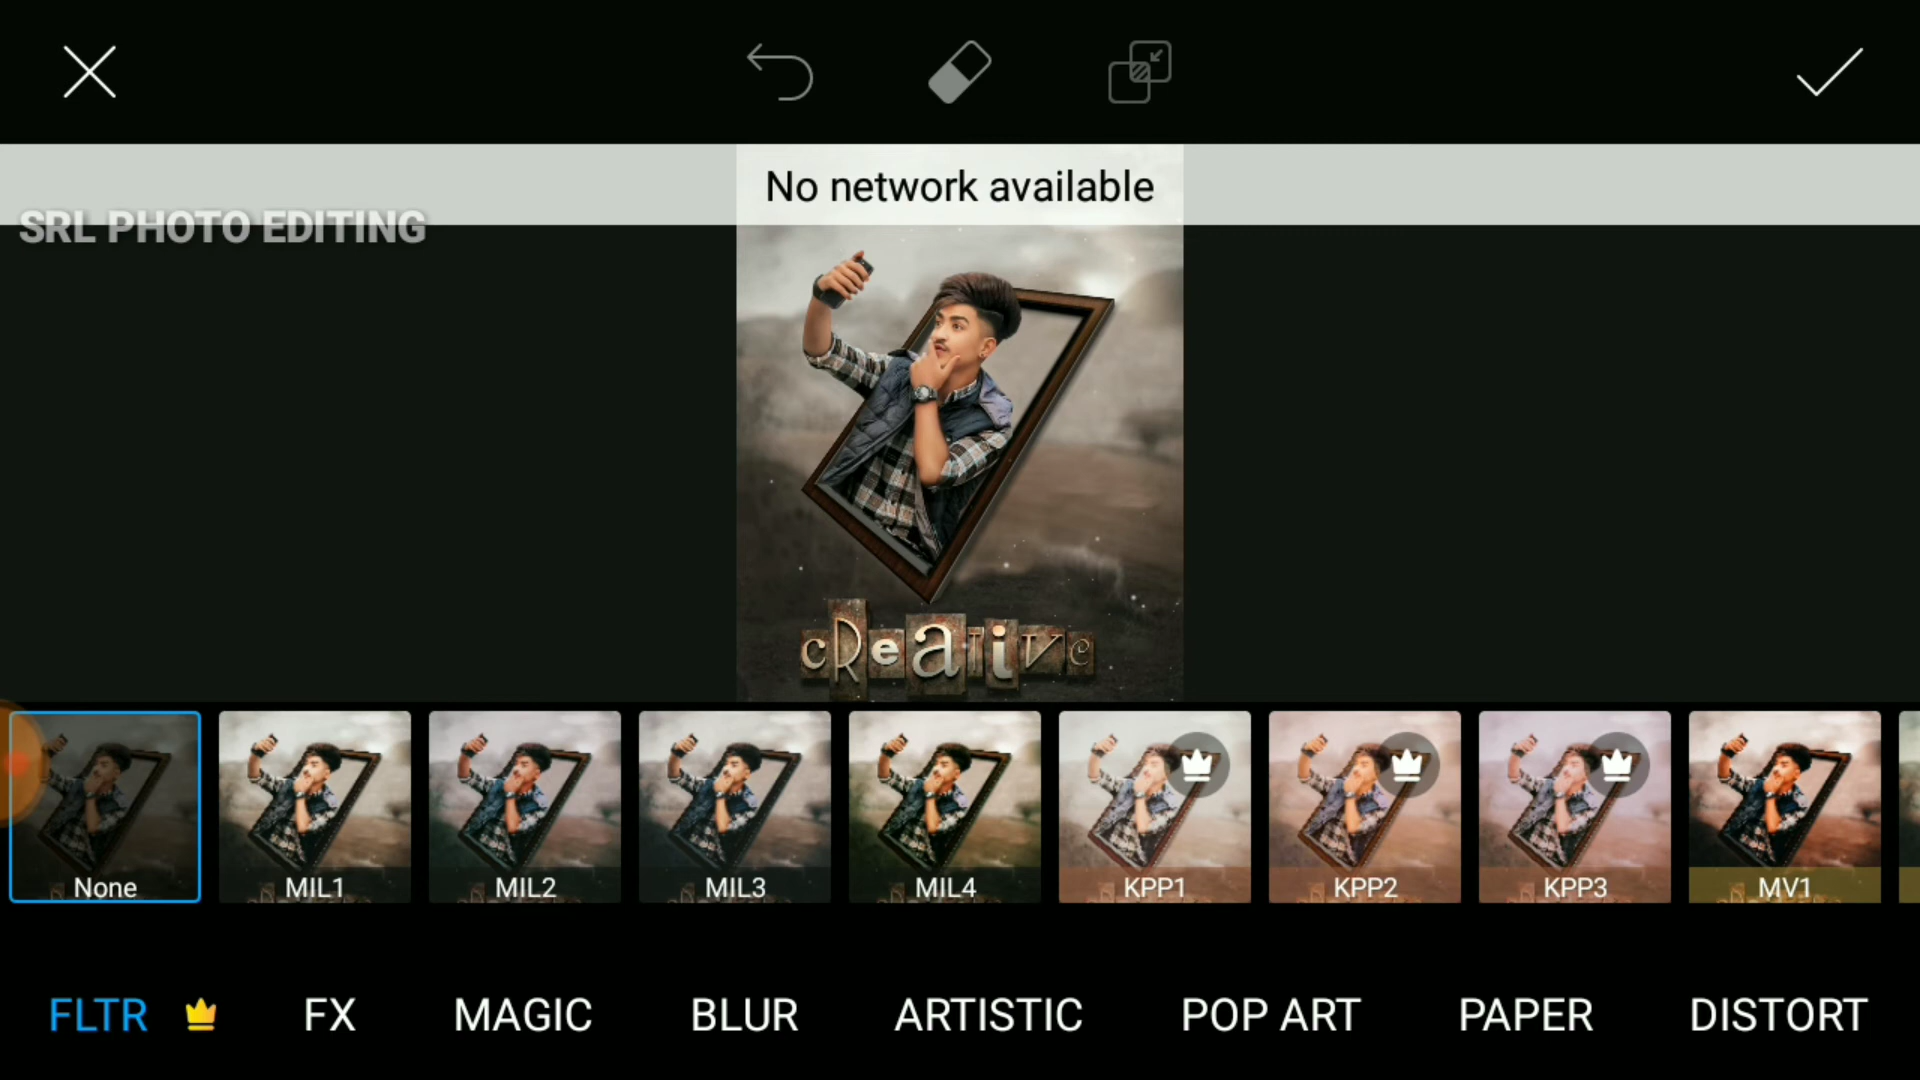 No network available
SRL PHOTO EDITING
cReaTive
None
MIL1
MIL2
MIL3
MIL4
KPP1
KPP2
KPP3
MV1
FLTR
FX
MAGIC
BLUR
ARTISTIC
POP ART
PAPER
DISTORT